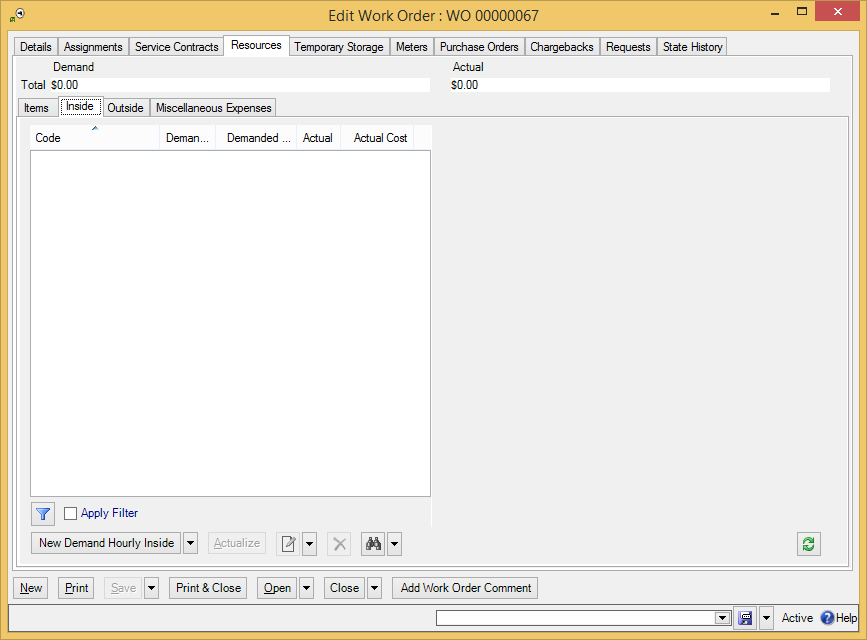 Edit Work Order : WO 00000067
Details Assignments Service Contracts Resources Temporary Storage Meters Purchase Orders Chargebacks Requests State History
Demand Actual
Total $0.00 $0.00
Items Inside Outside Miscellaneous Expenses
Code Deman... Demanded ... Actual Actual Cost
Apply Filter
New Demand Hourly Inside Actualize
New Print Save Print & Close Open Close Add Work Order Comment
Active Help